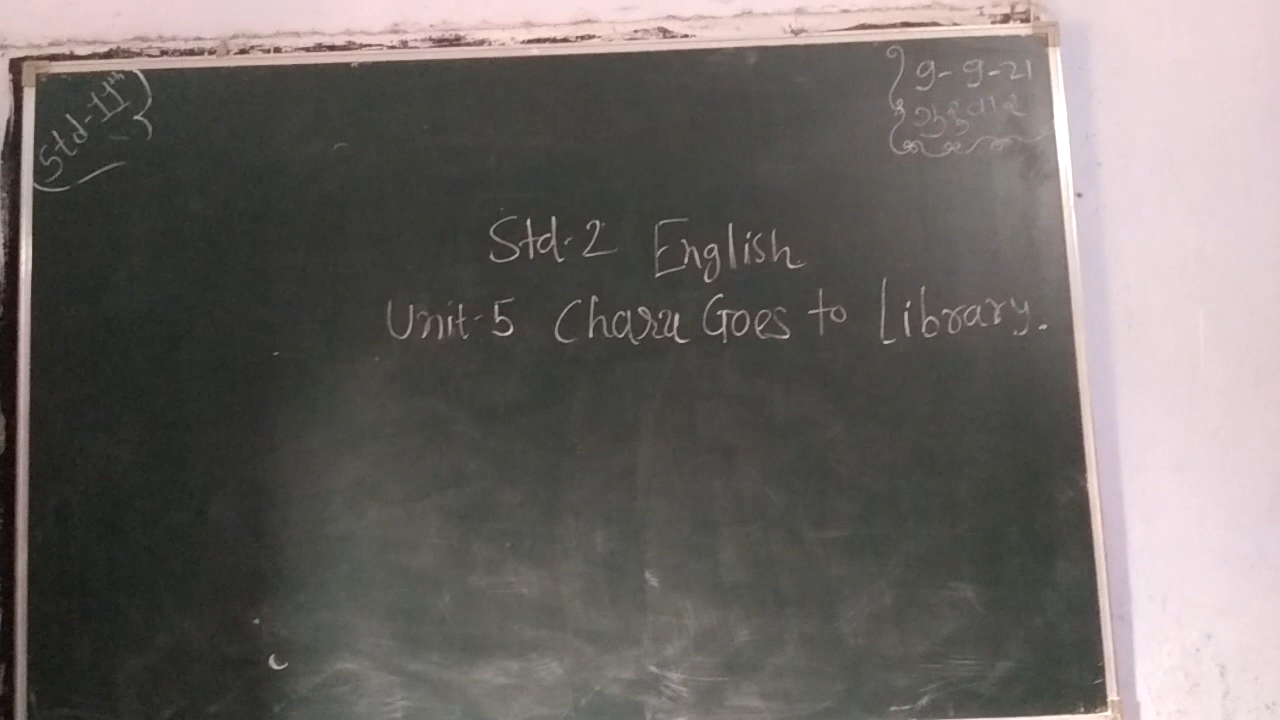 Std-11th
9-9-21
ગુરુવાર
Std-2 English
Unit-5 Charu Goes to Library.